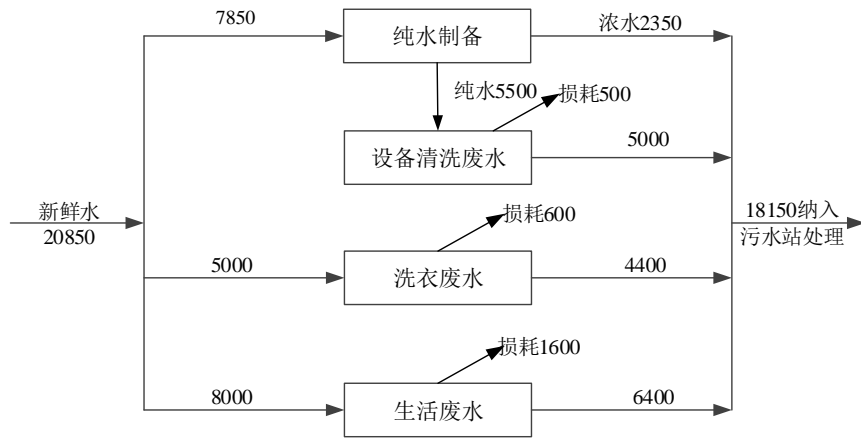 7850
纯水制备
浓水2350
纯水5500
损耗500
设备清洗废水
5000
新鲜水
20850
损耗600
18150纳入
污水站处理
5000
洗衣废水
4400
损耗1600
8000
生活废水
6400